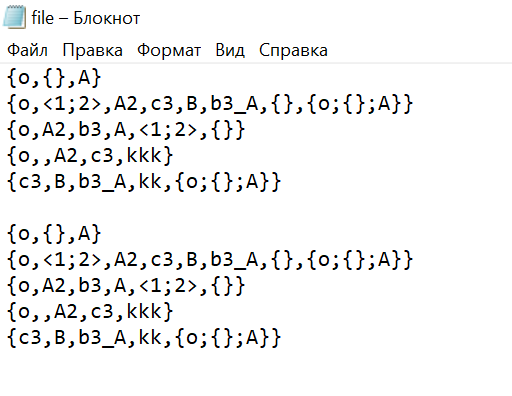 file – Блокнот
Файл Правка Формат Вид Справка
{o,{},A}
{o,<1;2>,A2,c3,B,b3_A,{},{o;{};A}}
{o,A2,b3,A,<1;2>,{}}
{o,,A2,c3,kkk}
{c3,B,b3_A,kk,{o;{};A}}

{o,{},A}
{o,<1;2>,A2,c3,B,b3_A,{},{o;{};A}}
{o,A2,b3,A,<1;2>,{}}
{o,,A2,c3,kkk}
{c3,B,b3_A,kk,{o;{};A}}